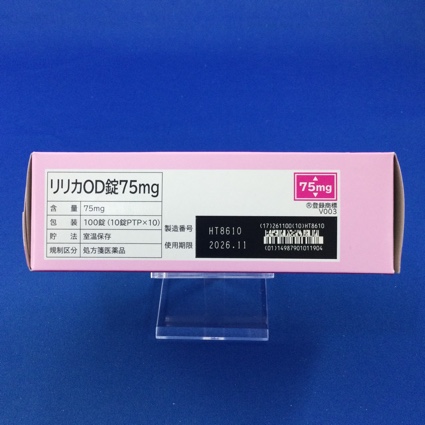 リリカOD錠75mg
含 量 75mg
包 装 100錠(10錠PTP×10)
貯 法 室温保存
規制区分 処方箋医薬品
製造番号 HT8610
使用期限 2026.11
75mg
®登録商標
V003
(17)261100(10)HT8610
(01)14987901011904